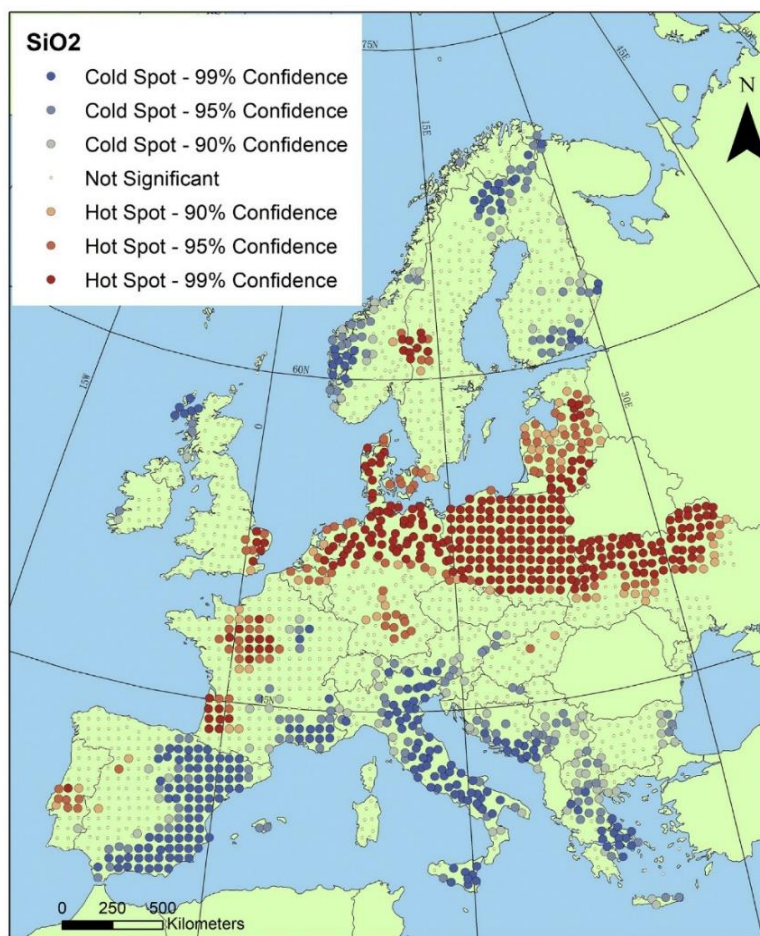 SiO2
Cold Spot - 99% Confidence
Cold Spot - 95% Confidence
Cold Spot - 90% Confidence
Not Significant
Hot Spot - 90% Confidence
Hot Spot - 95% Confidence
Hot Spot - 99% Confidence
75N
60E
45E
N
15E
15W
60N
0
30E
45N
0 250 500
Kilometers